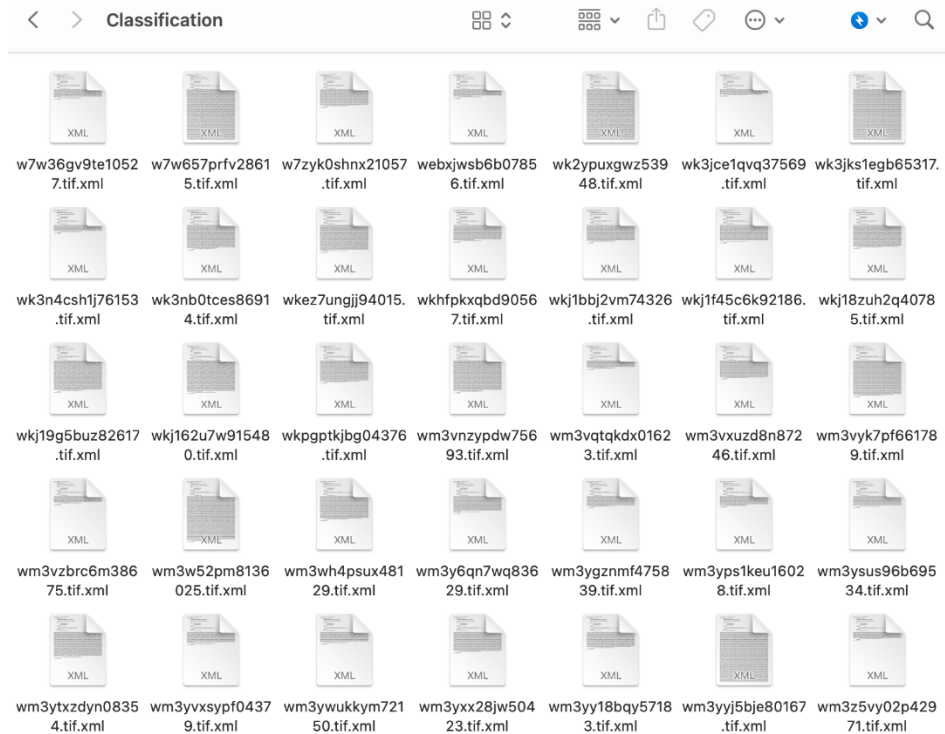 Classification
XML XML XML XML XML XML XML
w7w36gv9te1052 w7w657prfv2861 w7zyk0shnx21057 webxjwsb6b0785 wk2ypuxgwz539 wk3jce1qvq37569 wk3jks1egb65317.
7.tif.xml 5.tif.xml .tif.xml 6.tif.xml 48.tif.xml .tif.xml tif.xml
XML XML XML XML XML XML XML
wk3n4csh1j76153 wk3nb0tces8691 wkez7ungjj94015. wkhfpkxqbd9056 wkj1bbj2vm74326 wkj1f45c6k92186. wkj18zuh2q4078
.tif.xml 4.tif.xml tif.xml 7.tif.xml .tif.xml tif.xml 5.tif.xml
XML XML XML XML XML XML XML
wkj19g5buz82617 wkj162u7w91548 wkpgptkjbg04376 wm3vnzypdw756 wm3vqtqkdx0162 wm3vxuzd8n872 wm3vyk7pf66178
.tif.xml 0.tif.xml .tif.xml 93.tif.xml 3.tif.xml 46.tif.xml 9.tif.xml
XML XML XML XML XML XML XML
wm3vzbrc6m386 wm3w52pm8136 wm3wh4psux481 wm3y6qn7wq836 wm3ygznmf4758 wm3yps1keu1602 wm3ysus96b695
75.tif.xml 025.tif.xml 29.tif.xml 29.tif.xml 39.tif.xml 8.tif.xml 34.tif.xml
XML XML XML XML XML XML XML
wm3ytxzdyn0835 wm3yvxsypf0437 wm3ywukkym721 wm3yxx28jw504 wm3yy18bqy5718 wm3yyj5bje80167 wm3z5vy02p429
4.tif.xml 9.tif.xml 50.tif.xml 23.tif.xml 3.tif.xml .tif.xml 71.tif.xml